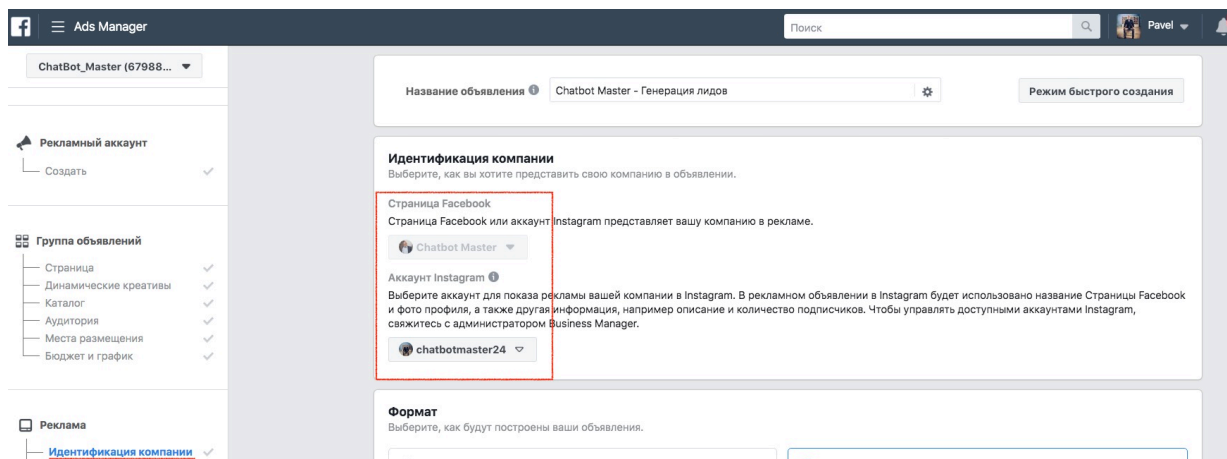 Ads Manager
Поиск
Pavel
ChatBot_Master (67988...
Название объявления
Chatbot Master - Генерация лидов
Режим быстрого создания
Рекламный аккаунт
Создать
Группа объявлений
Страница
Динамические креативы
Каталог
Аудитория
Места размещения
Бюджет и график
Реклама
Идентификация компании
Идентификация компании
Выберите, как вы хотите представить свою компанию в объявлении.
Страница Facebook
Страница Facebook или аккаунт Instagram представляет вашу компанию в рекламе.
Chatbot Master
Аккаунт Instagram
Выберите аккаунт для показа рекламы вашей компании в Instagram. В рекламном объявлении в Instagram будет использовано название Страницы Facebook
и фото профиля, а также другая информация, например описание и количество подписчиков. Чтобы управлять доступными аккаунтами Instagram,
свяжитесь с администратором Business Manager.
chatbotmaster24
Формат
Выберите, как будут построены ваши объявления.